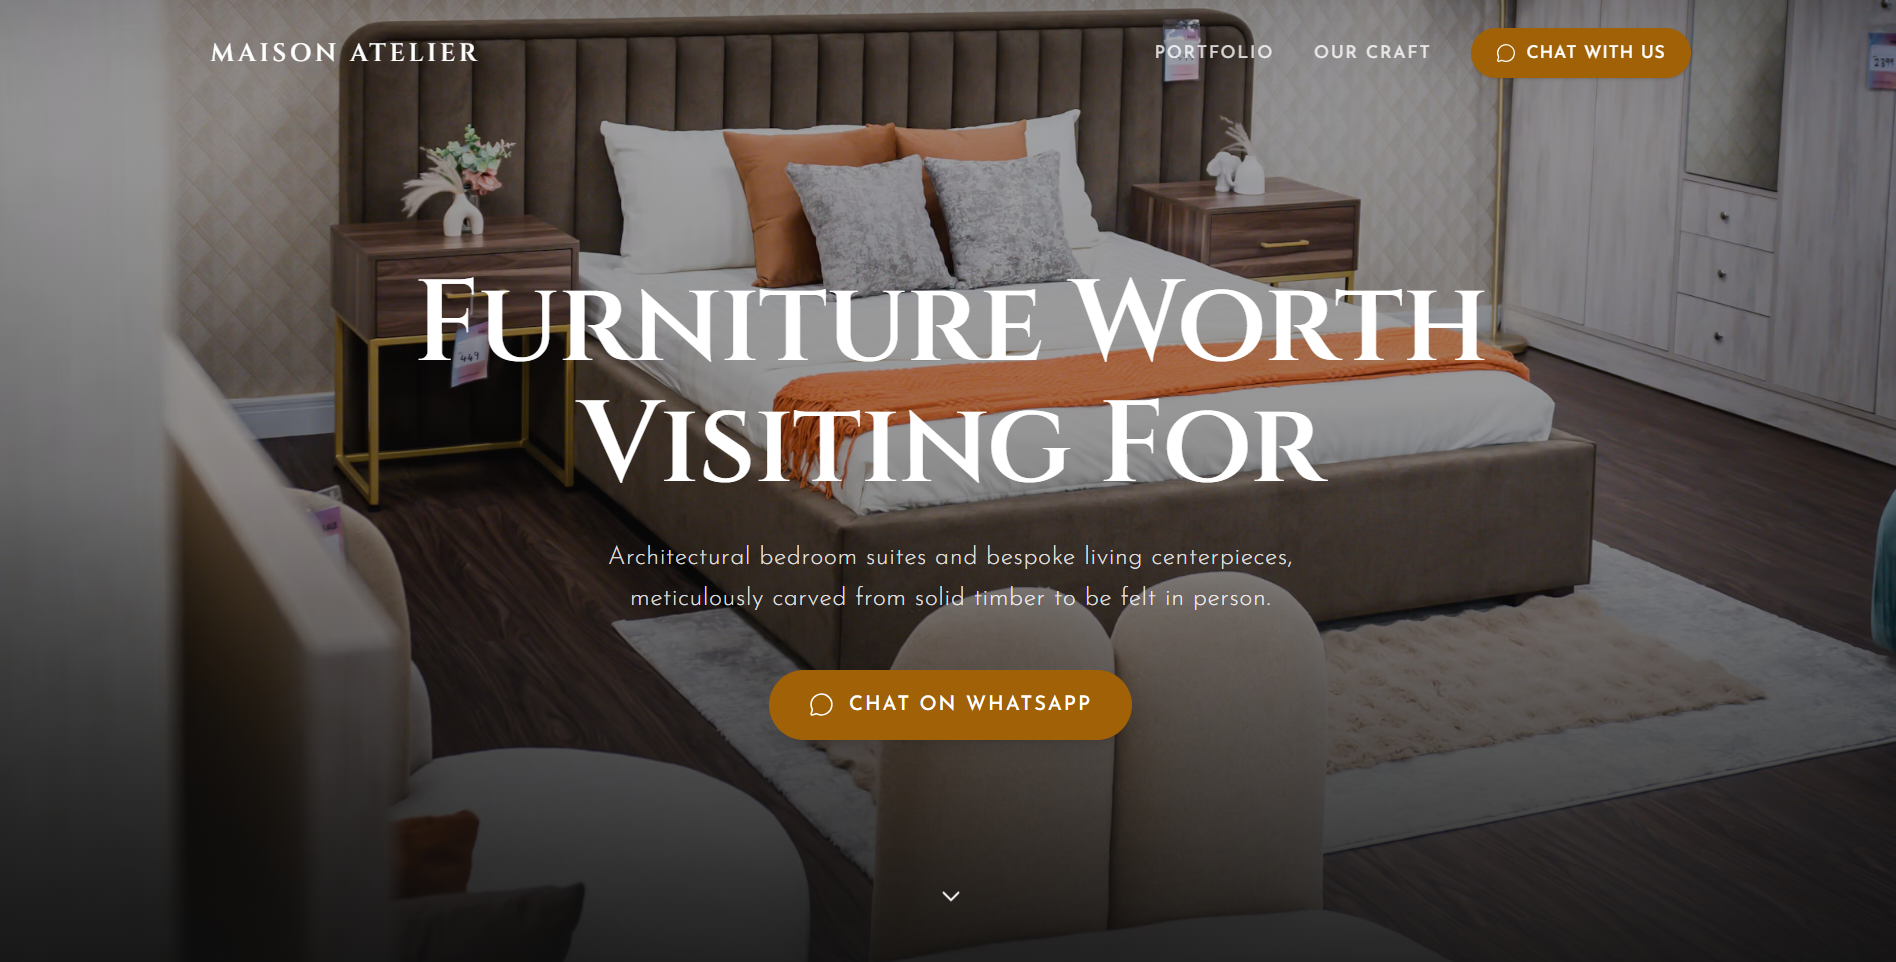 MAISON ATELIER
PORTFOLIO
OUR CRAFT
CHAT WITH US
FURNITURE WORTH
VISITING FOR
449
Architectural bedroom suites and bespoke living centerpieces,
meticulously carved from solid timber to be felt in person.
CHAT ON WHATSAPP